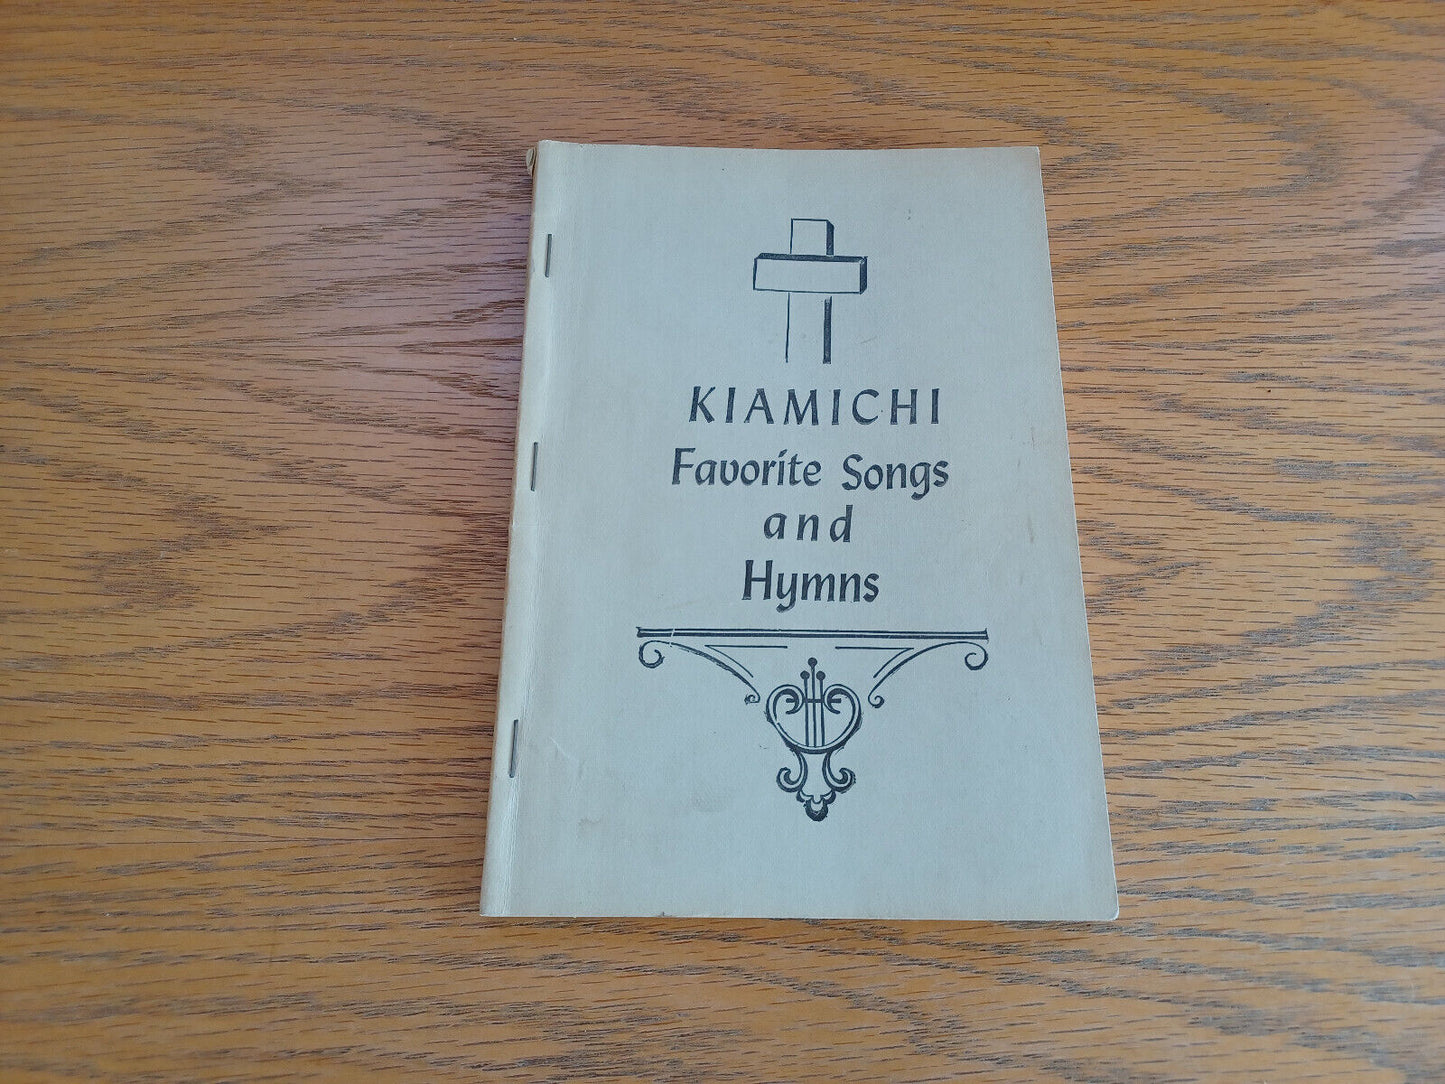 KIAMICHI
Favorite Songs
and
Hymns